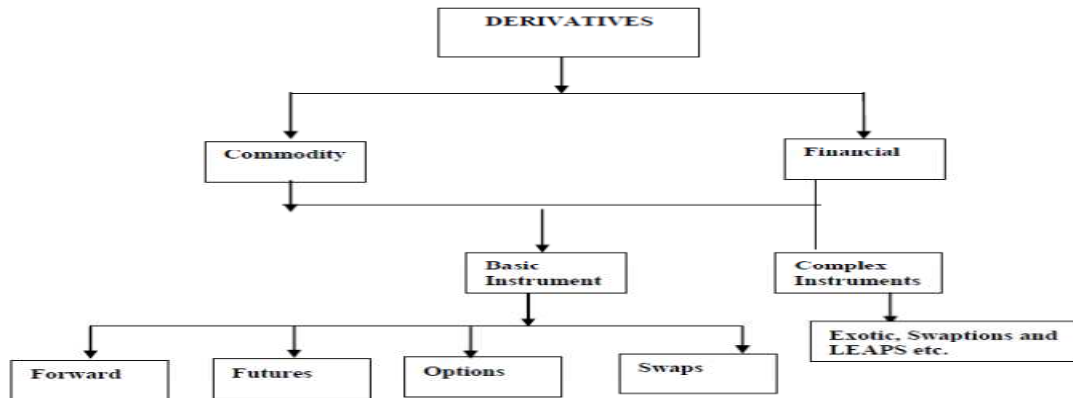 DERIVATIVES
Commodity
Financial
Basic
Instrument
Complex
Instruments
Exotic, Swaptions and
LEAPS etc.
Forward
Futures
Options
Swaps